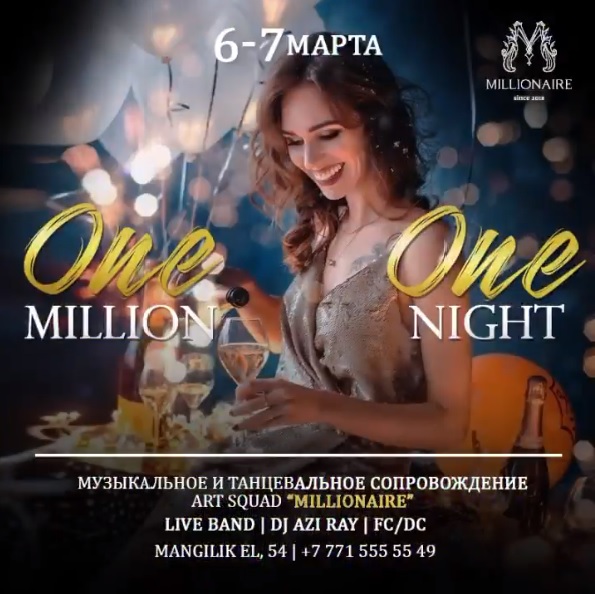 6-7 МАРТА
MILLIONAIRE
since 2018
One One
MILLION NIGHT
МУЗЫКАЛЬНОЕ И ТАНЦЕВАЛЬНОЕ СОПРОВОЖДЕНИЕ
ART SQUAD “MILLIONAIRE”
LIVE BAND | DJ AZI RAY | FC/DC
MANGILIK EL, 54 | +7 771 555 55 49